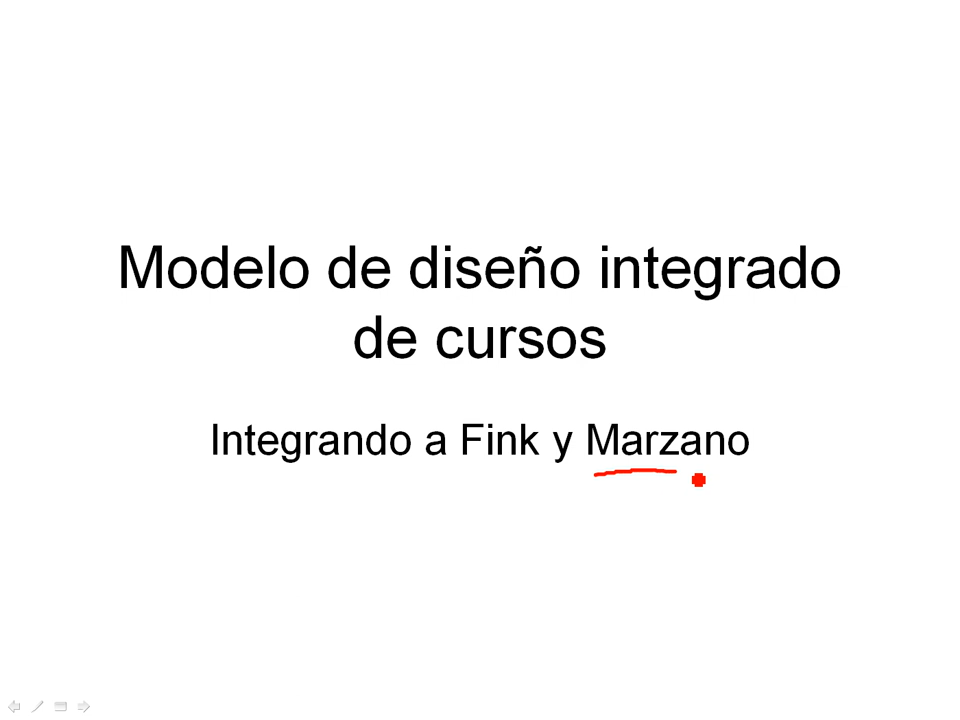 Modelo de diseño integrado
de cursos
Integrando a Fink y Marzano